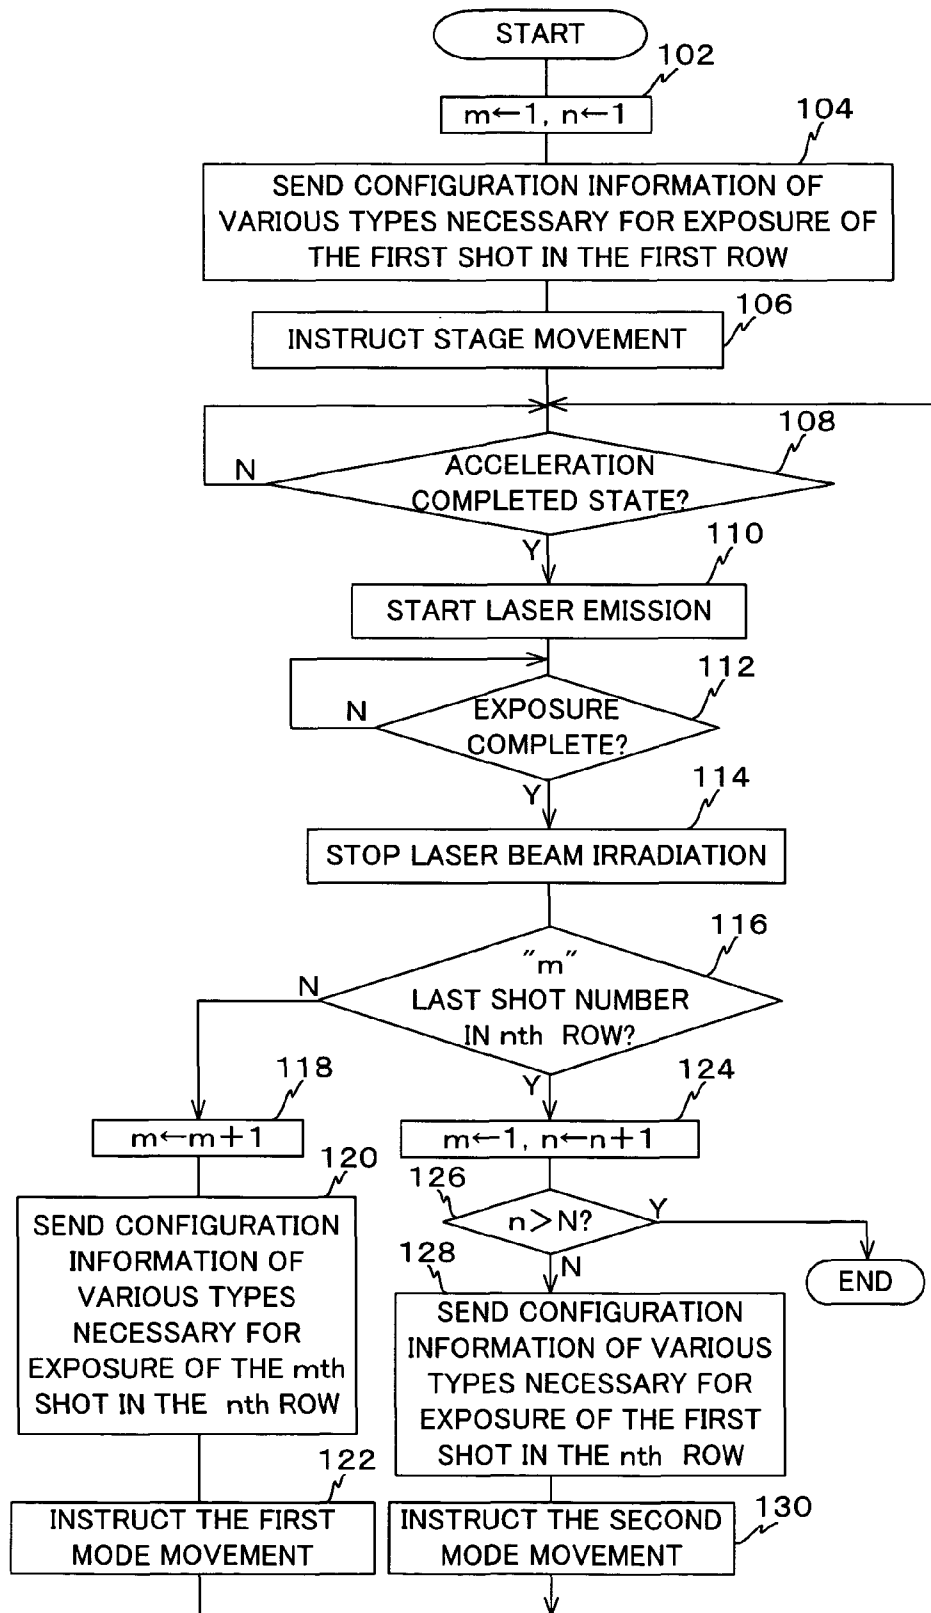 START
102
m←1, n←1
104
SEND CONFIGURATION INFORMATION OF
VARIOUS TYPES NECESSARY FOR EXPOSURE OF
THE FIRST SHOT IN THE FIRST ROW
106
INSTRUCT STAGE MOVEMENT
108
N
ACCELERATION
COMPLETED STATE?
Y
110
START LASER EMISSION
112
N
EXPOSURE
COMPLETE?
Y
114
STOP LASER BEAM IRRADIATION
116
N
"m"
LAST SHOT NUMBER
IN nth ROW?
Y
118
m←m+1
124
m←1, n←n+1
120
SEND CONFIGURATION
INFORMATION OF
VARIOUS TYPES
NECESSARY FOR
EXPOSURE OF THE mth
SHOT IN THE nth ROW
126
n>N?
Y
N
END
128
SEND CONFIGURATION
INFORMATION OF VARIOUS
TYPES NECESSARY FOR
EXPOSURE OF THE FIRST
SHOT IN THE nth ROW
122
INSTRUCT THE FIRST
MODE MOVEMENT
130
INSTRUCT THE SECOND
MODE MOVEMENT